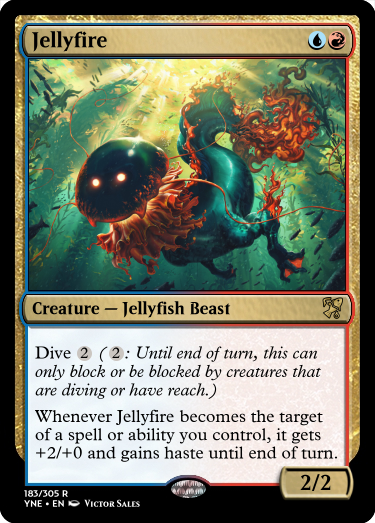 Jellyfire
Creature — Jellyfish Beast
Dive 2 ( 2: Until end of turn, this can
only block or be blocked by creatures that
are diving or have reach.)
Whenever Jellyfire becomes the target
of a spell or ability you control, it gets
+2/+0 and gains haste until end of turn.
2/2
183/305 R
YNE • EN Victor Sales